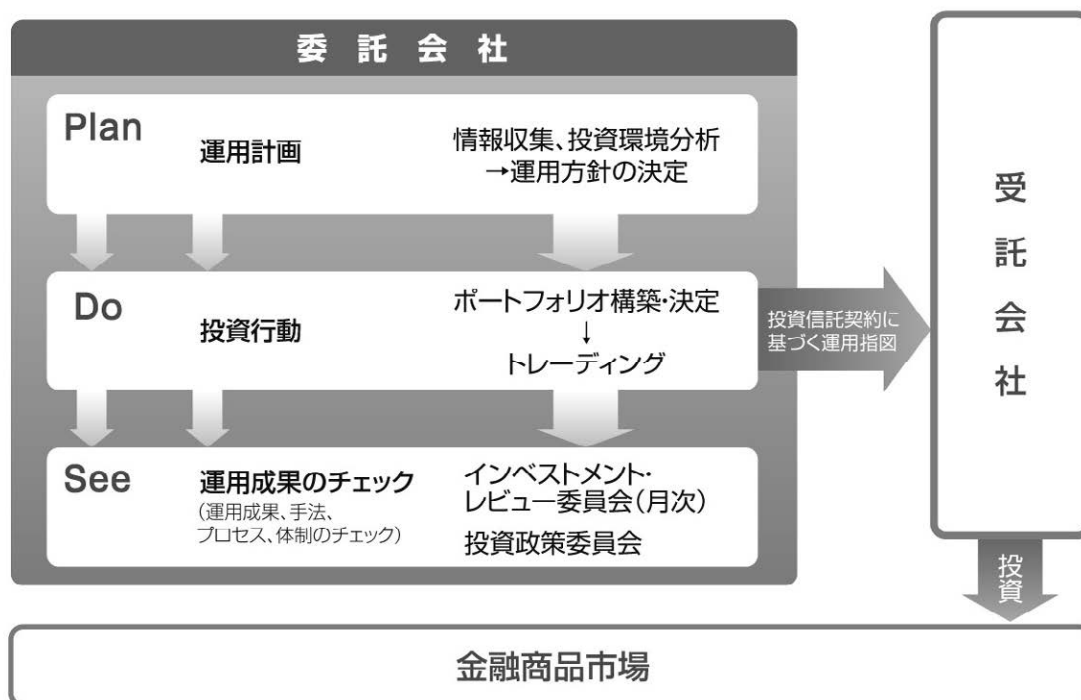 委託会社
Plan
運用計画
情報収集、投資環境分析
→運用方針の決定
Do
投資行動
ポートフォリオ構築・決定
↓
トレーディング
投資信託契約に
基づく運用指図
See
運用成果のチェック
(運用成果、手法、
プロセス、体制のチェック)
インベストメント・
レビュー委員会(月次)
投資政策委員会
受託会社
投資
金融商品市場